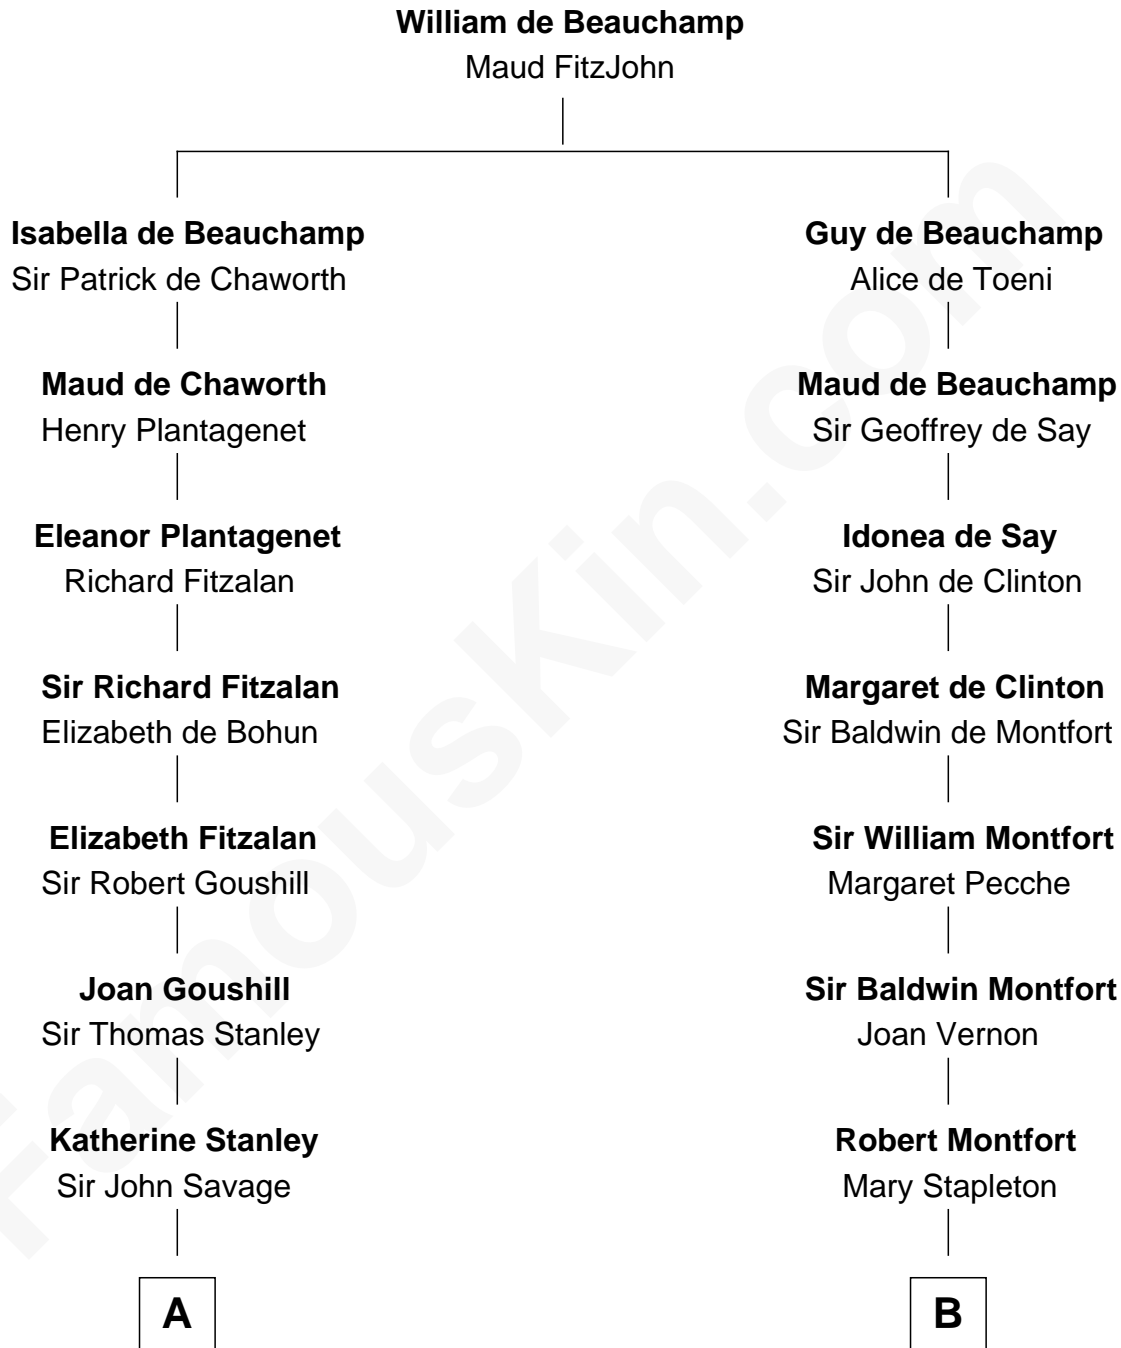 William de Beauchamp
Maud FitzJohn
Isabella de Beauchamp
Sir Patrick de Chaworth
Maud de Chaworth
Henry Plantagenet
Eleanor Plantagenet
Richard Fitzalan
Sir Richard Fitzalan
Elizabeth de Bohun
Elizabeth Fitzalan
Sir Robert Goushill
Joan Goushill
Sir Thomas Stanley
Katherine Stanley
Sir John Savage
A
Guy de Beauchamp
Alice de Toeni
Maud de Beauchamp
Sir Geoffrey de Say
Idonea de Say
Sir John de Clinton
Margaret de Clinton
Sir Baldwin de Montfort
Sir William Montfort
Margaret Pecche
Sir Baldwin Montfort
Joan Vernon
Robert Montfort
Mary Stapleton
B
FamousKin.com